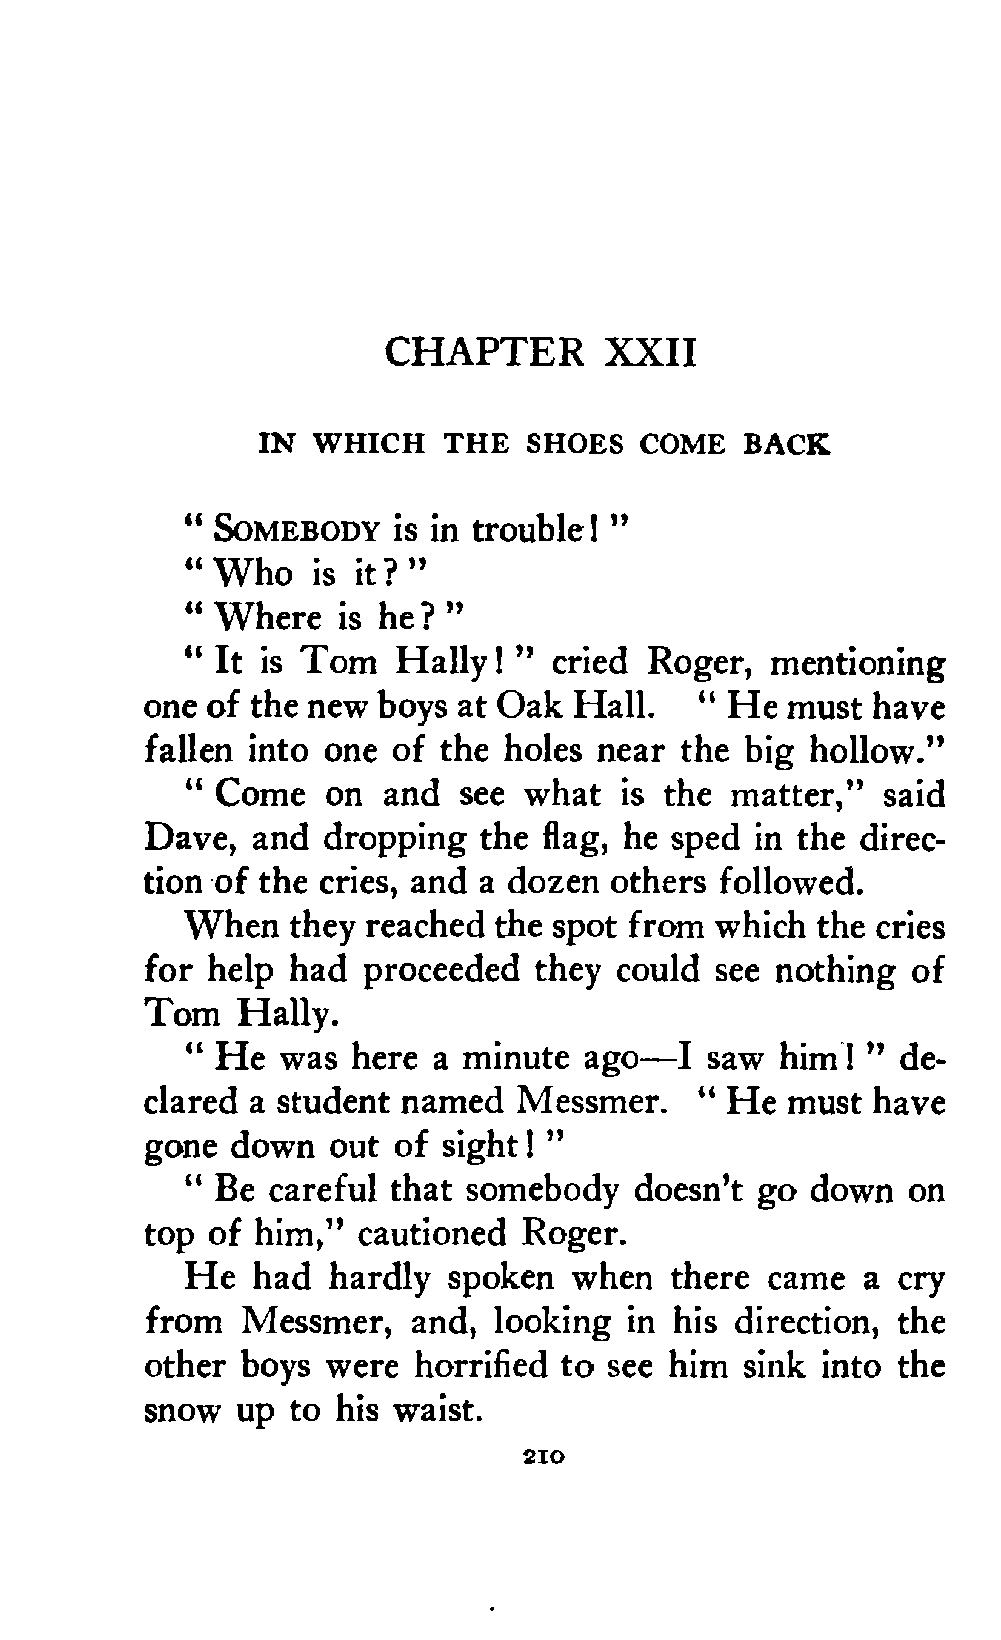 CHAPTER XXII
IN WHICH THE SHOES COME BACK
" SOMEBODY is in trouble! "
" Who is it? "
" Where is he? "
" It is Tom Hally! " cried Roger, mentioning
one of the new boys at Oak Hall. " He must have
fallen into one of the holes near the big hollow."
" Come on and see what is the matter," said
Dave, and dropping the flag, he sped in the direc-
tion of the cries, and a dozen others followed.
When they reached the spot from which the cries
for help had proceeded they could see nothing of
Tom Hally.
" He was here a minute ago—I saw him! " de-
clared a student named Messmer. " He must have
gone down out of sight! "
" Be careful that somebody doesn't go down on
top of him," cautioned Roger.
He had hardly spoken when there came a cry
from Messmer, and, looking in his direction, the
other boys were horrified to see him sink into the
snow up to his waist.
210